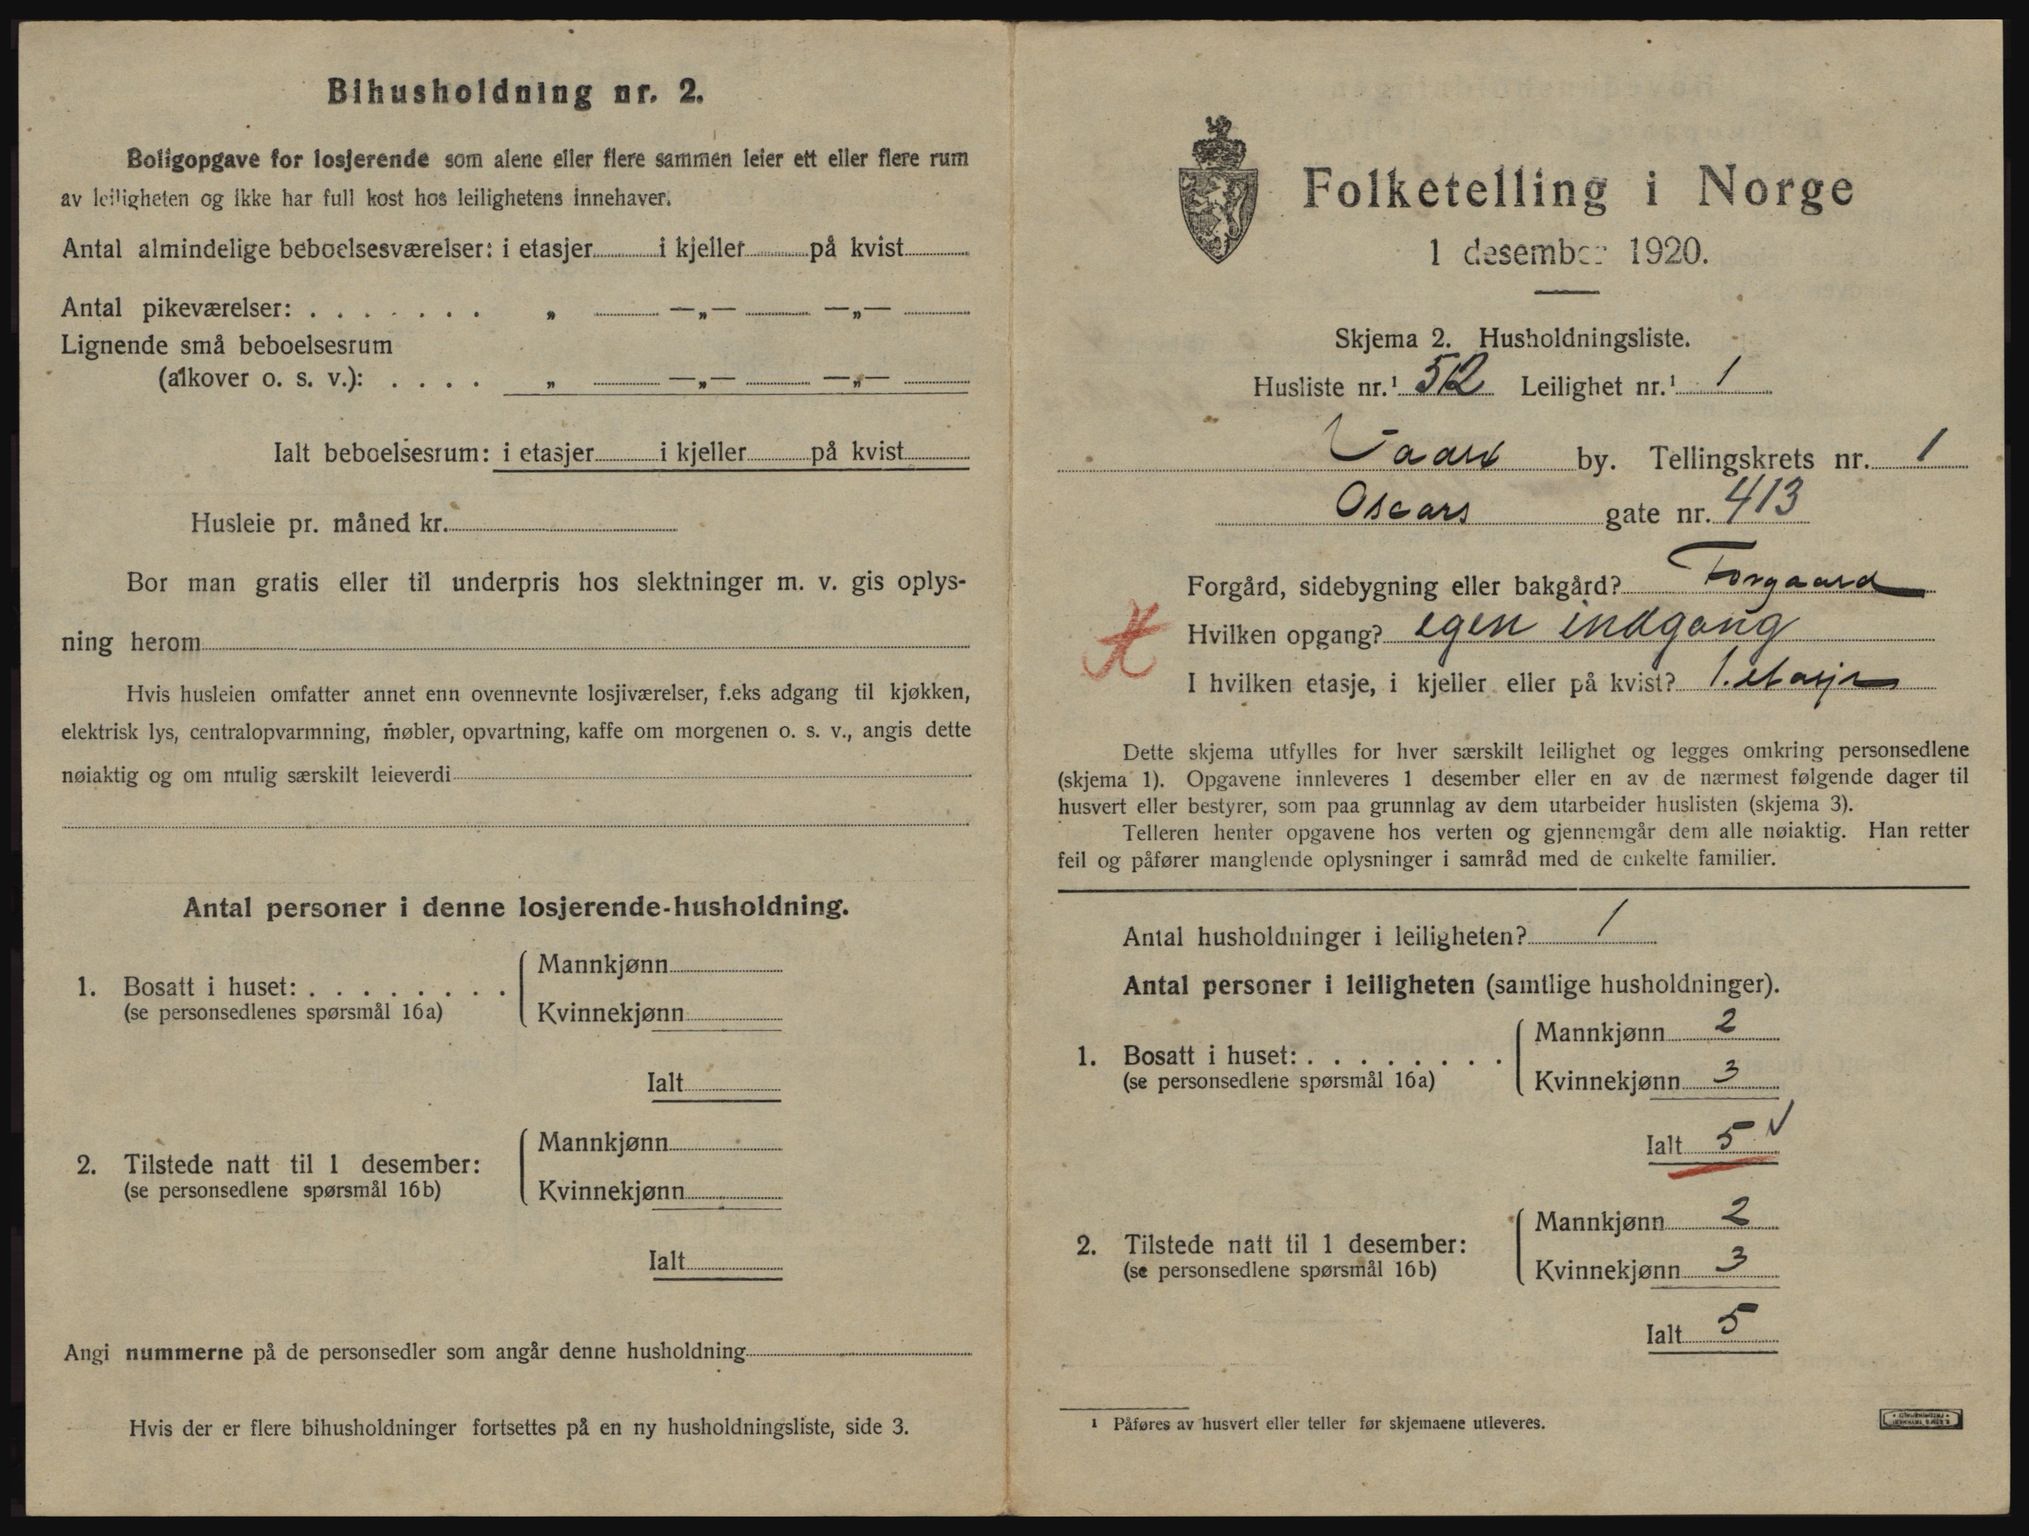 Bihusholdning nr. 2.
Boligopgave for losjerende som alene eller flere sammen leier ett eller flere rum
av leiligheten og ikke har full kost hos leilighetens innehaver.
Antal almindelige beboelsesværelser: i etasjer i kjeller på kvist
Antal pikeværelser: . . . . . . . „ —„— —„—
Lignende små beboelsesrum
(alkover o. s. v.): . . . . „ —„— —„—
Ialt beboelsesrum: i etasjer i kjeller på kvist
Husleie pr. måned kr.
Bor man gratis eller til underpris hos slektninger m. v. gis oplys-
ning herom
Hvis husleien omfatter annet enn ovennevnte losjiværelser, f.eks adgang til kjøkken,
elektrisk lys, centralopvarmning, møbler, opvartning, kaffe om morgenen o. s. v., angis dette
nøiaktig og om mulig særskilt leieverdi
Antal personer i denne losjerende-husholdning.
1. Bosatt i huset: . . . . . . . . Mannkjønn
(se personsedlenes spørsmål 16a) Kvinnekjønn
Ialt
2. Tilstede natt til 1 desember: Mannkjønn
(se personsedlene spørsmål 16b) Kvinnekjønn
Ialt
Angi nummerne på de personsedler som angår denne husholdning
Hvis der er flere bihusholdninger fortsettes på en ny husholdningsliste, side 3.
Folketelling i Norge
1 desember 1920.
Skjema 2. Husholdningsliste.
Husliste nr.¹ 52 Leilighet nr.¹ 1
by. Tellingskrets nr. 1
Oscars gate nr. 413
Forgård, sidebygning eller bakgård? Forgaard
Hvilken opgang? egen indgang
I hvilken etasje, i kjeller eller på kvist? 1. etasje
Dette skjema utfylles for hver særskilt leilighet og legges omkring personsedlene
(skjema 1). Opgavene innleveres 1 desember eller en av de nærmest følgende dager til
husvert eller bestyrer, som paa grunnlag av dem utarbeider huslisten (skjema 3).
Telleren henter opgavene hos verten og gjennemgår dem alle nøiaktig. Han retter
feil og påfører manglende oplysninger i samråd med de enkelte familier.
Antal husholdninger i leiligheten? 1
Antal personer i leiligheten (samtlige husholdninger).
1. Bosatt i huset: . . . . . . . . Mannkjønn 2
(se personsedlene spørsmål 16a) Kvinnekjønn 3
Ialt 5 ✓
2. Tilstede natt til 1 desember: Mannkjønn 2
(se personsedlene spørsmål 16b) Kvinnekjønn 3
Ialt 5
¹ Påføres av husvert eller teller før skjemaene utleveres.